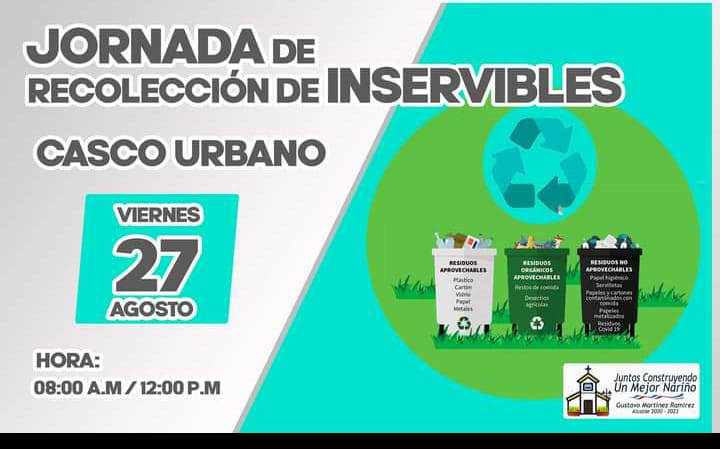 JORNADA DE
RECOLECCIÓN DE INSERVIBLES
CASCO URBANO
VIERNES
27
AGOSTO
HORA:
08:00 A.M / 12:00 P.M
RESIDUOS
APROVECHABLES
Plástico
Cartón
Vidrio
Papel
Metales
RESIDUOS
ORGÁNICOS
APROVECHABLES
Restos de comida
Desechos
agrícolas
RESIDUOS NO
APROVECHABLES
Papel higiénico
Servilletas
Papeles y cartones
contaminados con
comida
Papeles
metalizados
Residuos
Covid 19
Juntos Construyendo
Un Mejor Nariño
Gustavo Martínez Ramírez
Alcalde 2020 - 2023